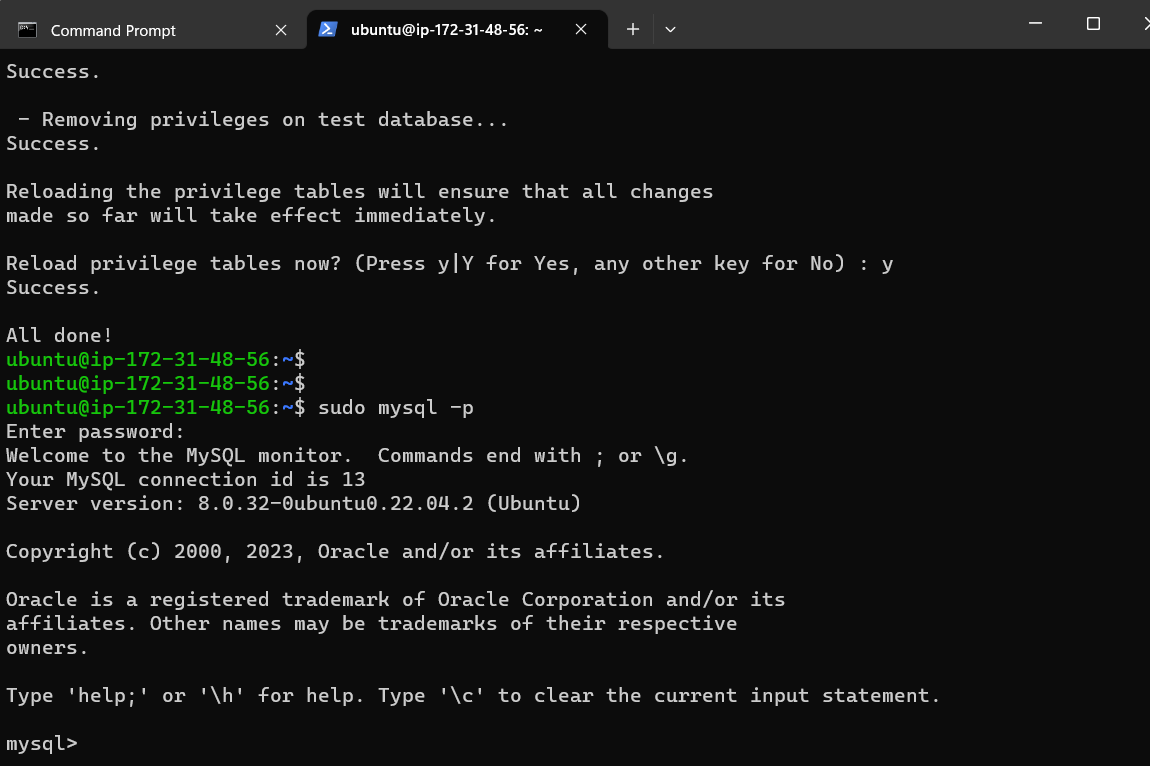 Command Prompt
ubuntu@ip-172-31-48-56: ~
Success.
- Removing privileges on test database...
Success.
Reloading the privilege tables will ensure that all changes
made so far will take effect immediately.
Reload privilege tables now? (Press y|Y for Yes, any other key for No) : y
Success.
All done!
ubuntu@ip-172-31-48-56:~$
ubuntu@ip-172-31-48-56:~$
ubuntu@ip-172-31-48-56:~$ sudo mysql -p
Enter password:
Welcome to the MySQL monitor.  Commands end with ; or \g.
Your MySQL connection id is 13
Server version: 8.0.32-0ubuntu0.22.04.2 (Ubuntu)
Copyright (c) 2000, 2023, Oracle and/or its affiliates.
Oracle is a registered trademark of Oracle Corporation and/or its
affiliates. Other names may be trademarks of their respective
owners.
Type 'help;' or '\h' for help. Type '\c' to clear the current input statement.
mysql>